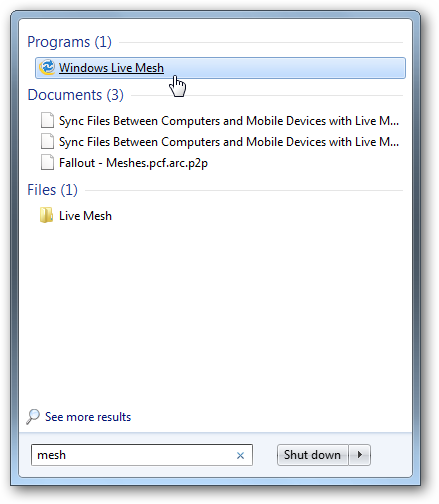 Programs (1)
Windows Live Mesh
Documents (3)
Sync Files Between Computers and Mobile Devices with Live M...
Sync Files Between Computers and Mobile Devices with Live M...
Fallout - Meshes.pcf.arc.p2p
Files (1)
Live Mesh
See more results
mesh
Shut down